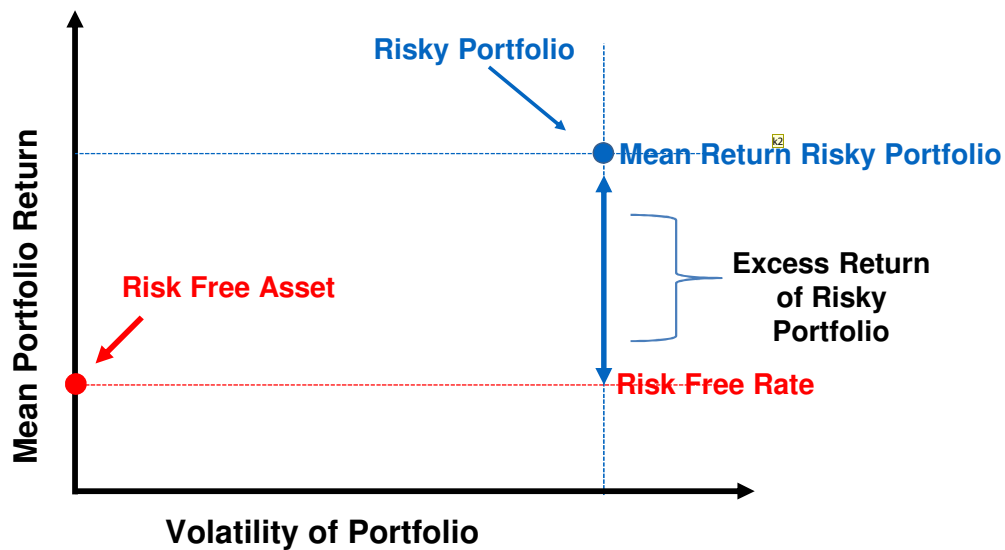 Risky Portfolio
k2
Mean Return Risky Portfolio
Mean Portfolio Return
Risk Free Asset
Excess Return
of Risky
Portfolio
Risk Free Rate
Volatility of Portfolio